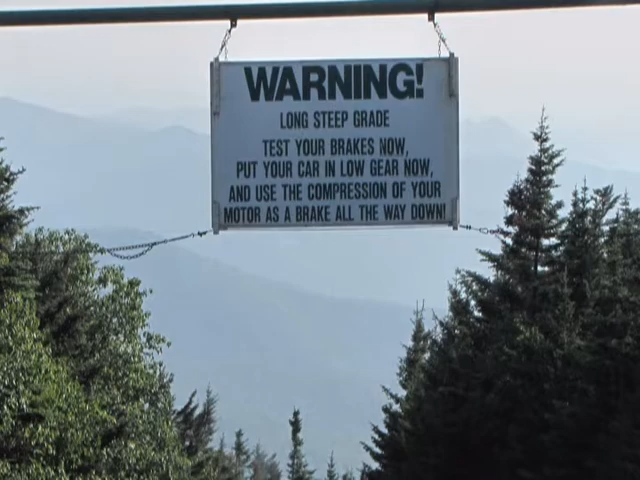 WARNING!
LONG STEEP GRADE
TEST YOUR BRAKES NOW,
PUT YOUR CAR IN LOW GEAR NOW,
AND USE THE COMPRESSION OF YOUR
MOTOR AS A BRAKE ALL THE WAY DOWN!